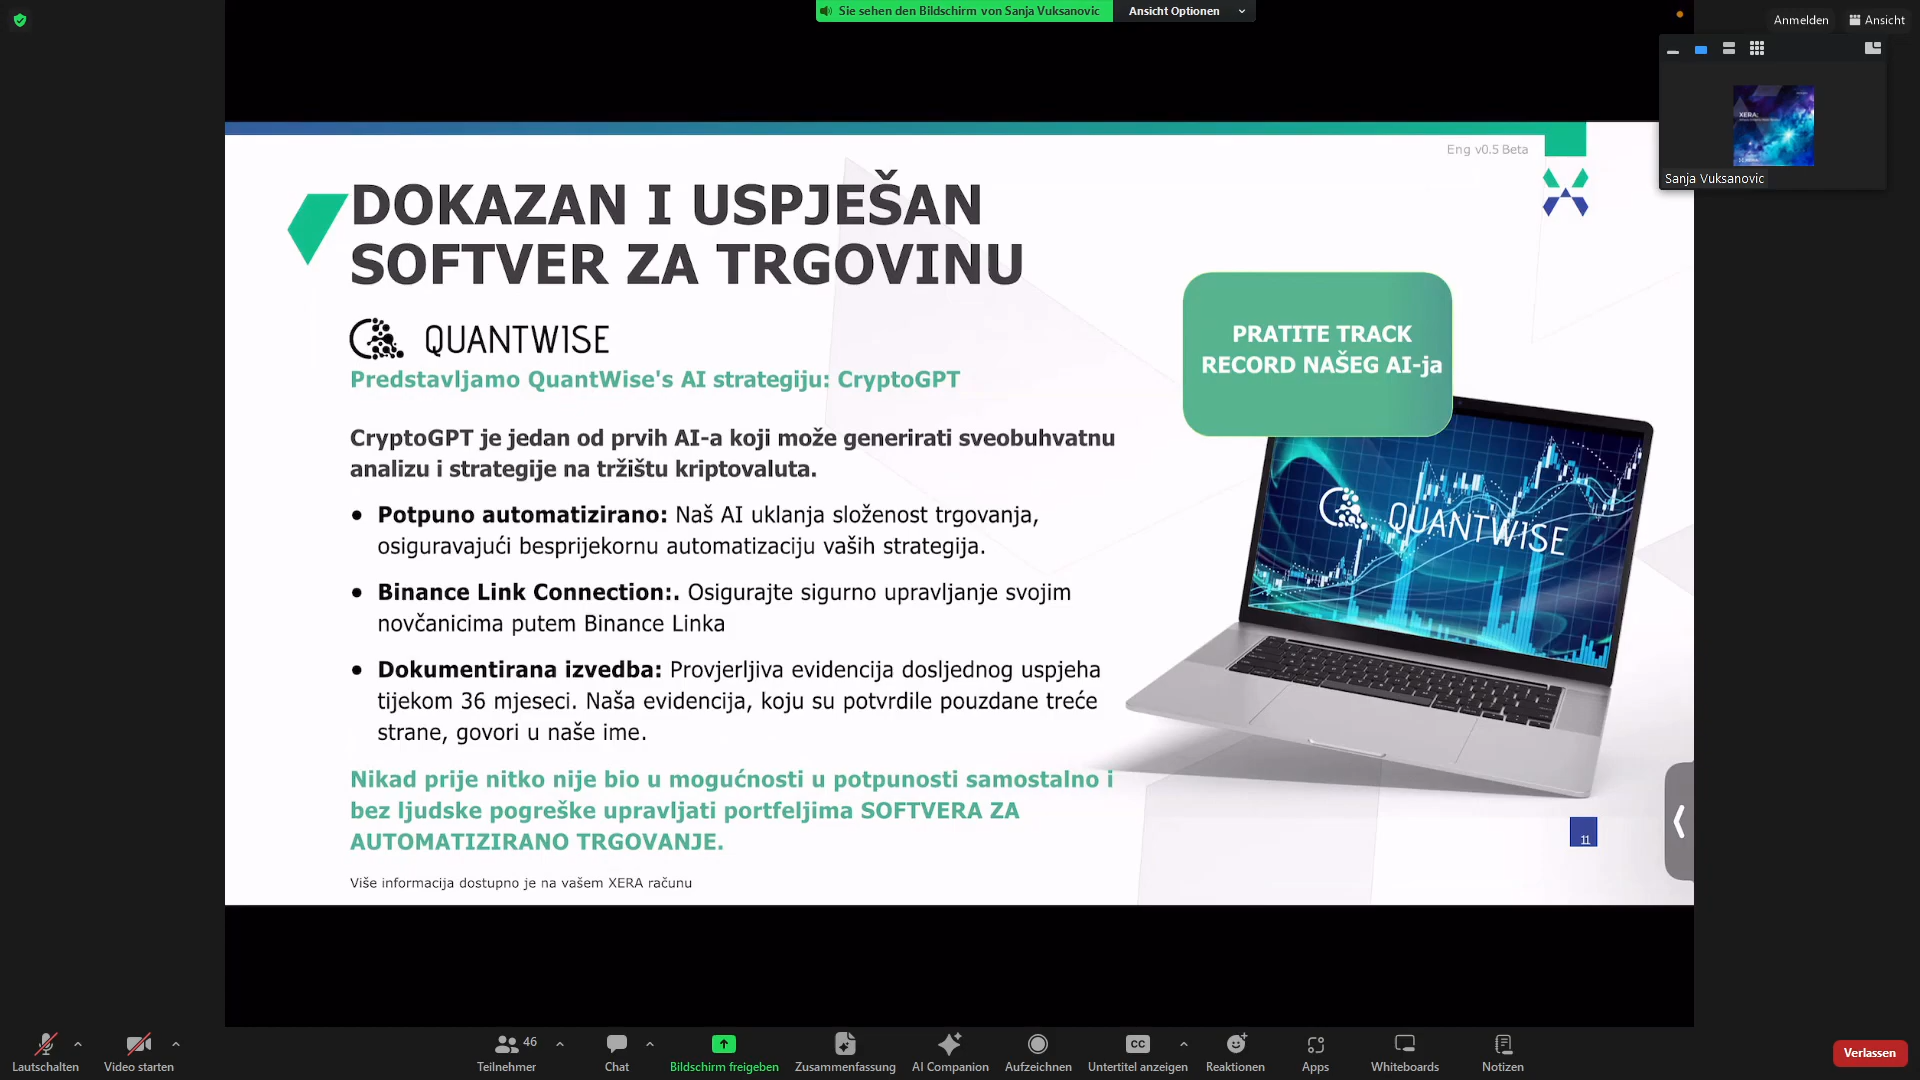 Sie sehen den Bildschirm von Sanja Vuksanovic
Ansicht Optionen
Anmelden
Ansicht
Sanja Vuksanovic
Eng v0.5 Beta
DOKAZAN I USPJEŠAN
SOFTVER ZA TRGOVINU
QUANTWISE
Predstavljamo QuantWise's AI strategiju: CryptoGPT
CryptoGPT je jedan od prvih AI-a koji može generirati sveobuhvatnu
analizu i strategije na tržištu kriptovaluta.
● Potpuno automatizirano: Naš AI uklanja složenost trgovanja,
osiguravajući besprijekornu automatizaciju vaših strategija.
● Binance Link Connection:. Osigurajte sigurno upravljanje svojim
novčanicima putem Binance Linka
● Dokumentirana izvedba: Provjerljiva evidencija dosljednog uspjeha
tijekom 36 mjeseci. Naša evidencija, koju su potvrdile pouzdane treće
strane, govori u naše ime.
Nikad prije nitko nije bio u mogućnosti u potpunosti samostalno i
bez ljudske pogreške upravljati portfeljima SOFTVERA ZA
AUTOMATIZIRANO TRGOVANJE.
Više informacija dostupno je na vašem XERA računu
PRATITE TRACK
RECORD NAŠEG AI-ja
QUANTWISE
11
XERA
Lautschalten
Video starten
46
Teilnehmer
Chat
Bildschirm freigeben
Zusammenfassung
AI Companion
Aufzeichnen
CC
Untertitel anzeigen
Reaktionen
Apps
Whiteboards
Notizen
Verlassen